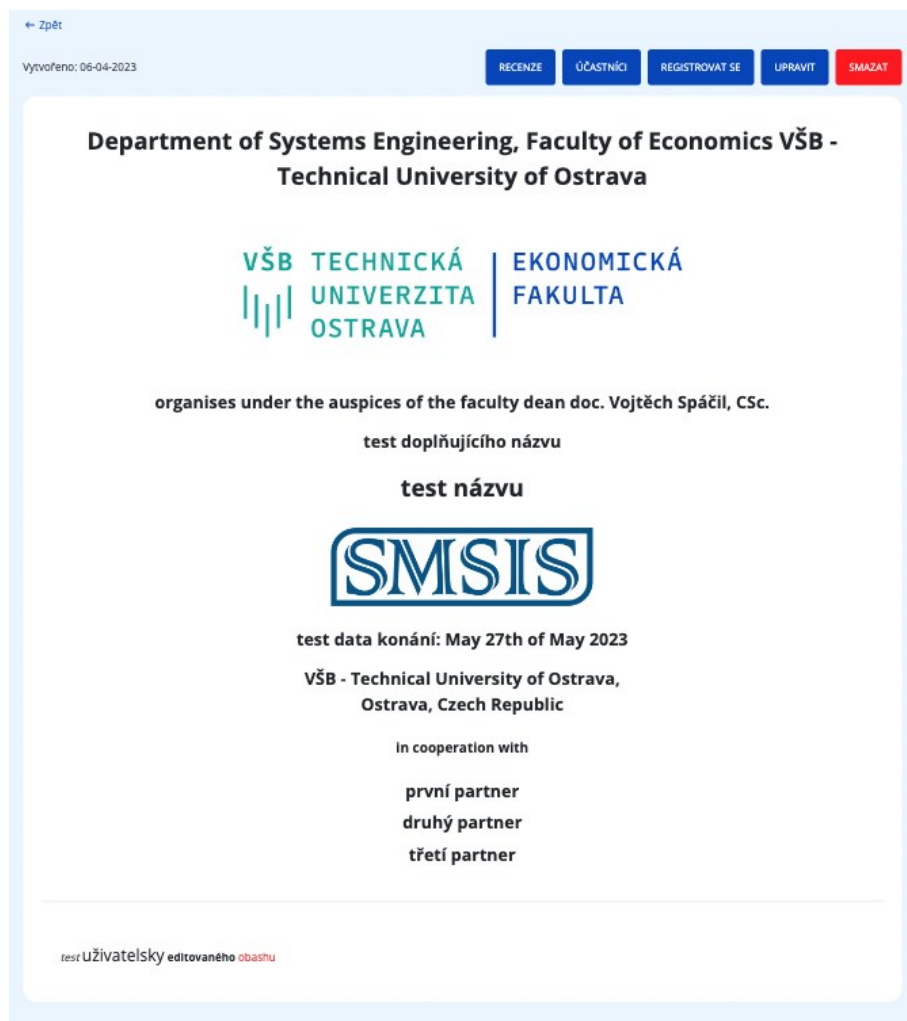 ← Zpět
Vytvořeno: 06-04-2023
RECENZE
ÚČASTNÍCI
REGISTROVAT SE
UPRAVIT
SMAZAT
Department of Systems Engineering, Faculty of Economics VŠB -
Technical University of Ostrava
VŠB TECHNICKÁ
UNIVERZITA
OSTRAVA
EKONOMICKÁ
FAKULTA
organises under the auspices of the faculty dean doc. Vojtěch Spáčil, CSc.
test doplňujícího názvu
test názvu
SMSIS
test data konání: May 27th of May 2023
VŠB - Technical University of Ostrava,
Ostrava, Czech Republic
in cooperation with
první partner
druhý partner
třetí partner
test uživatelsky editovaného obashu